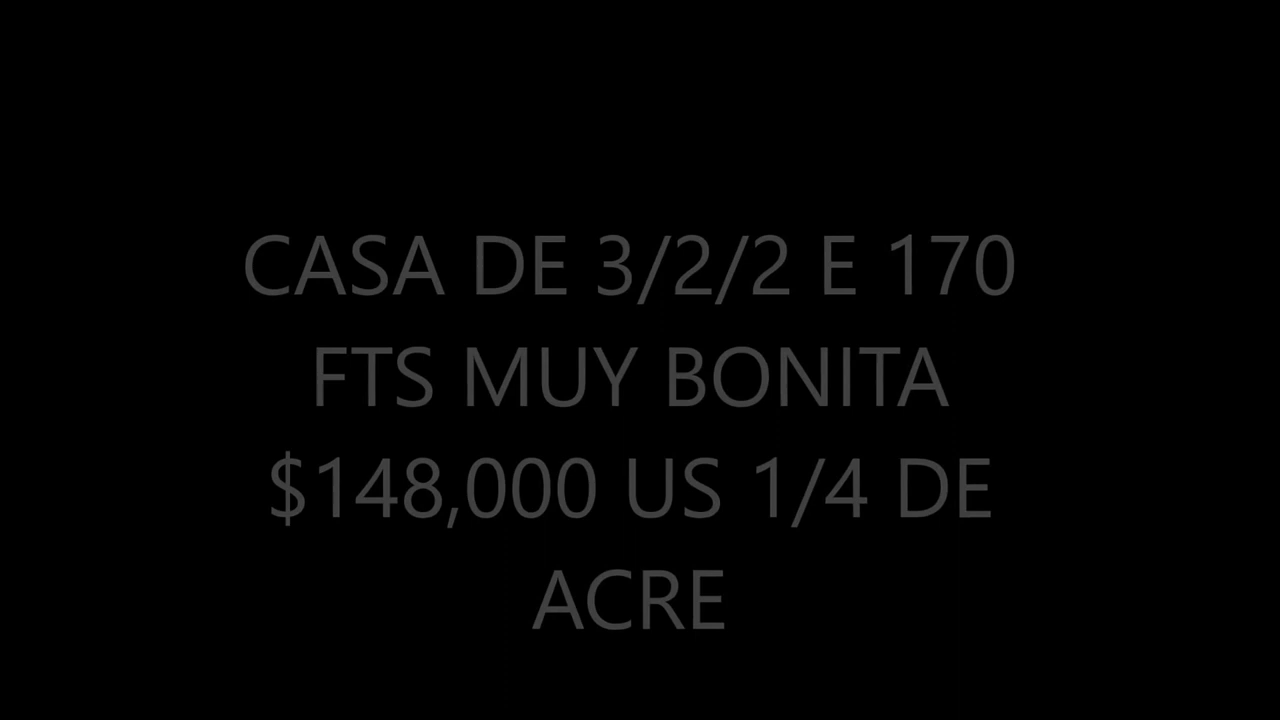 CASA DE 3/2/2 E 170
FTS MUY BONITA
$148,000 US 1/4 DE
ACRE